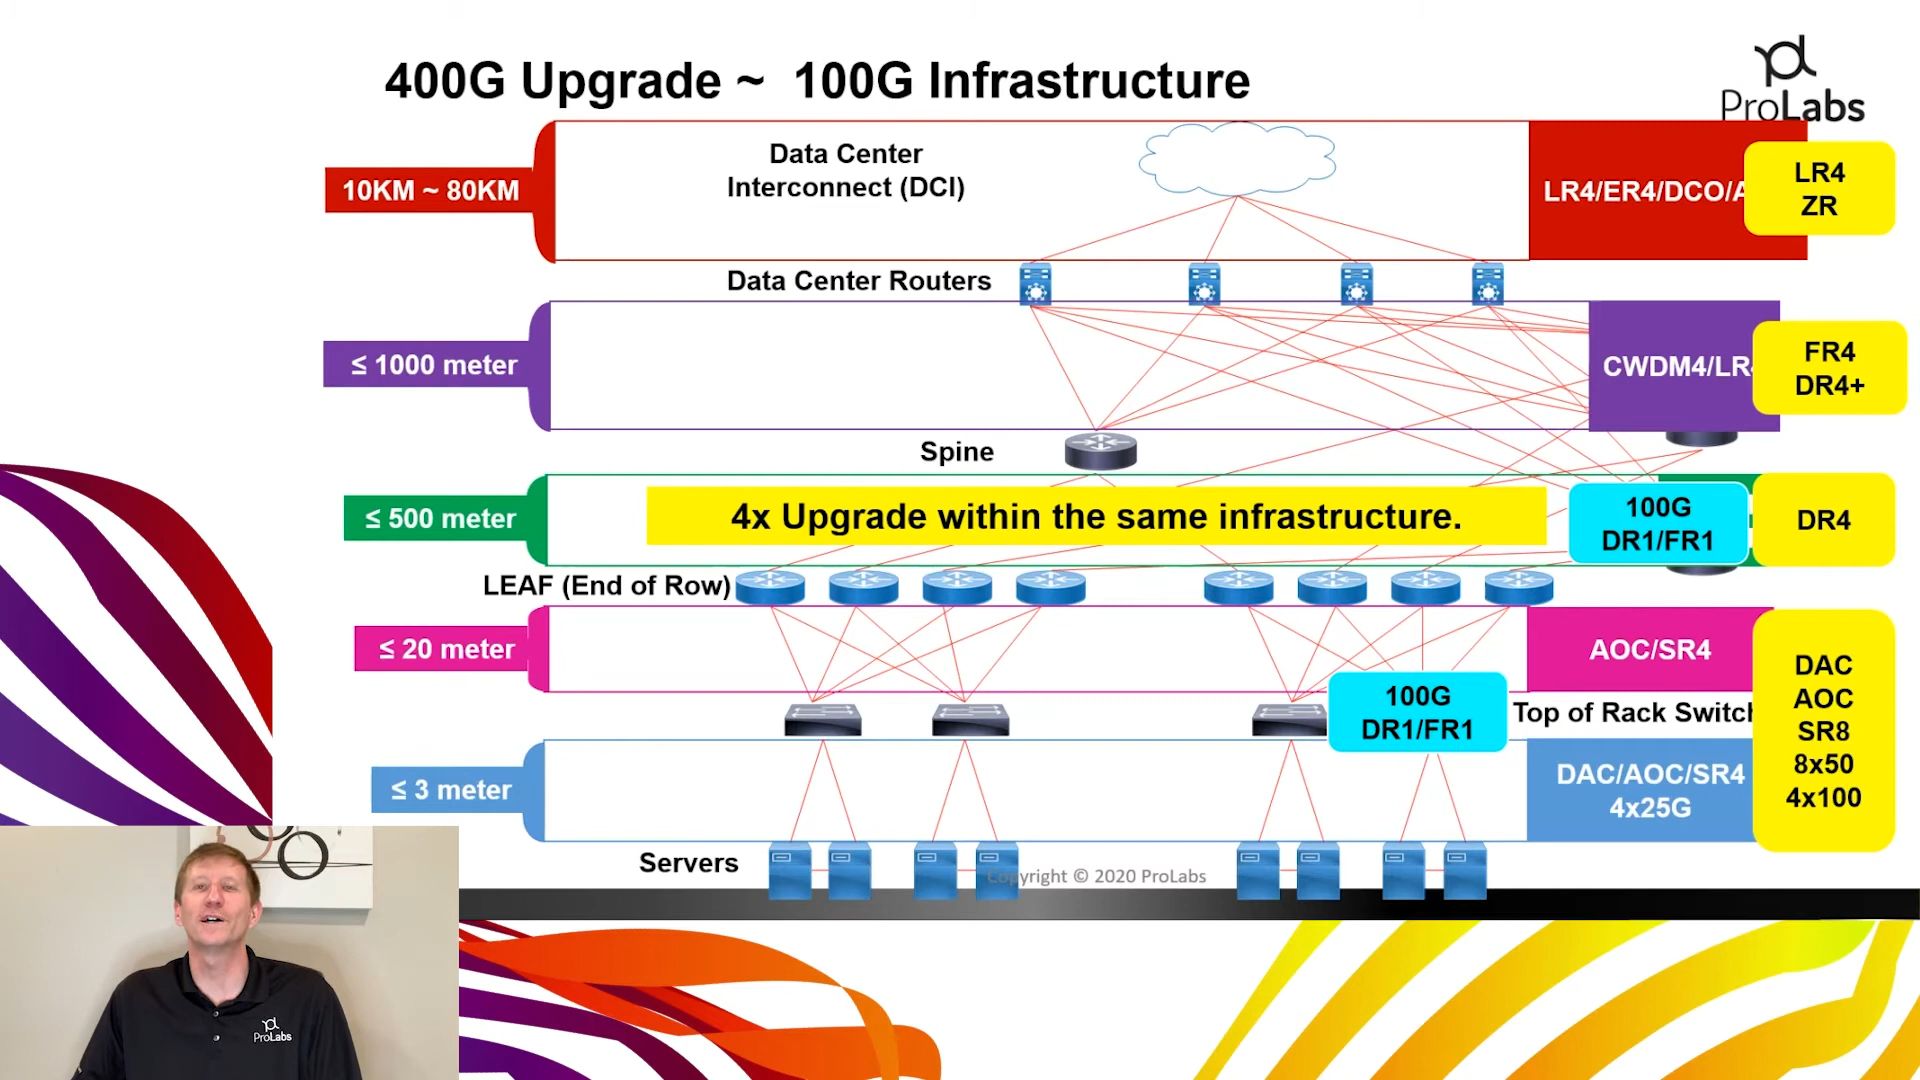 400G Upgrade ~ 100G Infrastructure
ProLabs
Data Center
Interconnect (DCI)
10KM ~ 80KM
LR4/ER4/DCO/A
LR4
ZR
Data Center Routers
≤ 1000 meter
CWDM4/LR
FR4
DR4+
Spine
≤ 500 meter
4x Upgrade within the same infrastructure.
100G
DR1/FR1
DR4
LEAF (End of Row)
≤ 20 meter
AOC/SR4
100G
DR1/FR1
Top of Rack Switch
DAC
AOC
SR8
8x50
4x100
≤ 3 meter
DAC/AOC/SR4
4x25G
Servers
Copyright © 2020 ProLabs
ProLabs